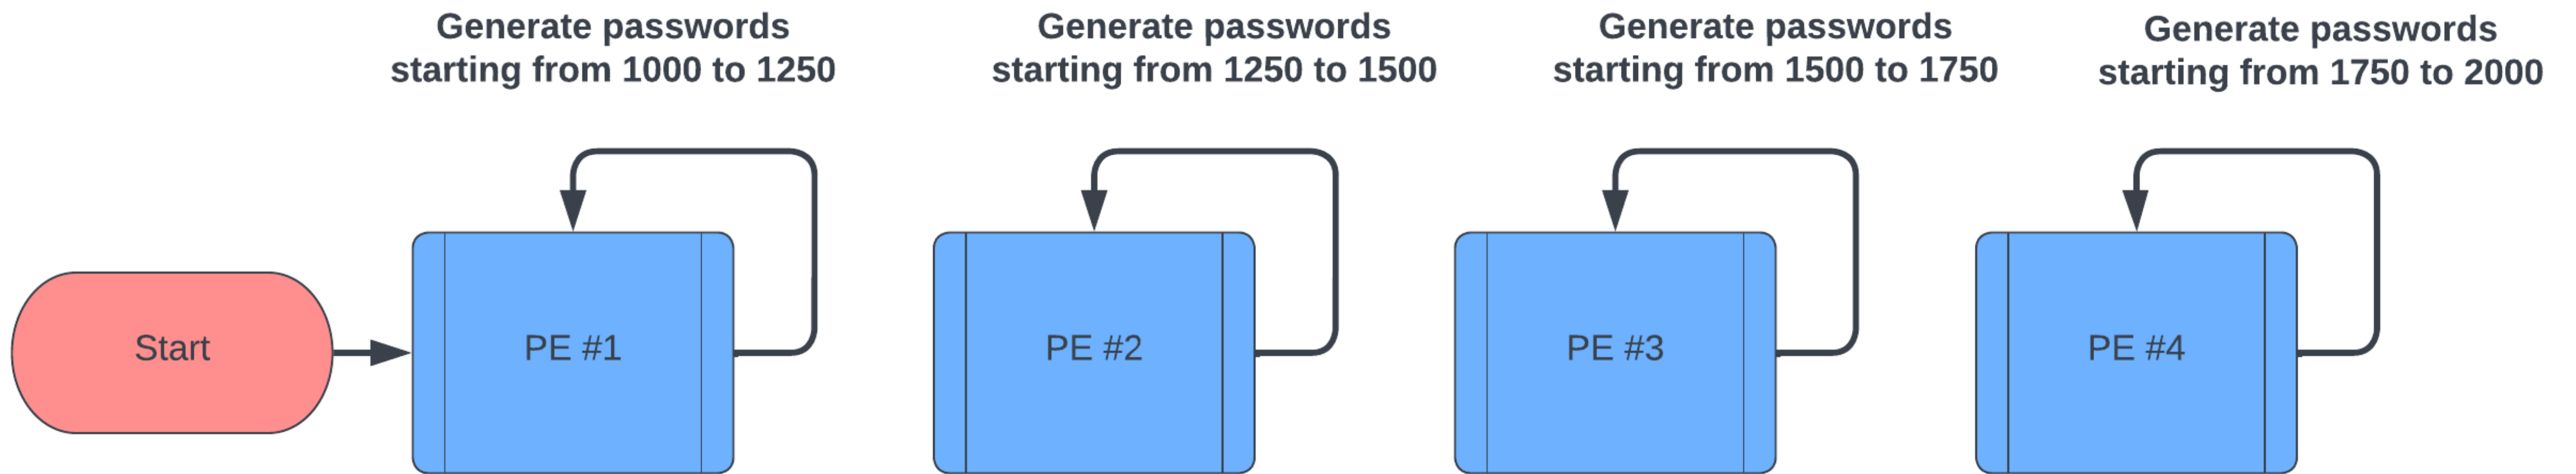 Generate passwords
starting from 1000 to 1250
Generate passwords
starting from 1250 to 1500
Generate passwords
starting from 1500 to 1750
Generate passwords
starting from 1750 to 2000
Start
PE #1
PE #2
PE #3
PE #4